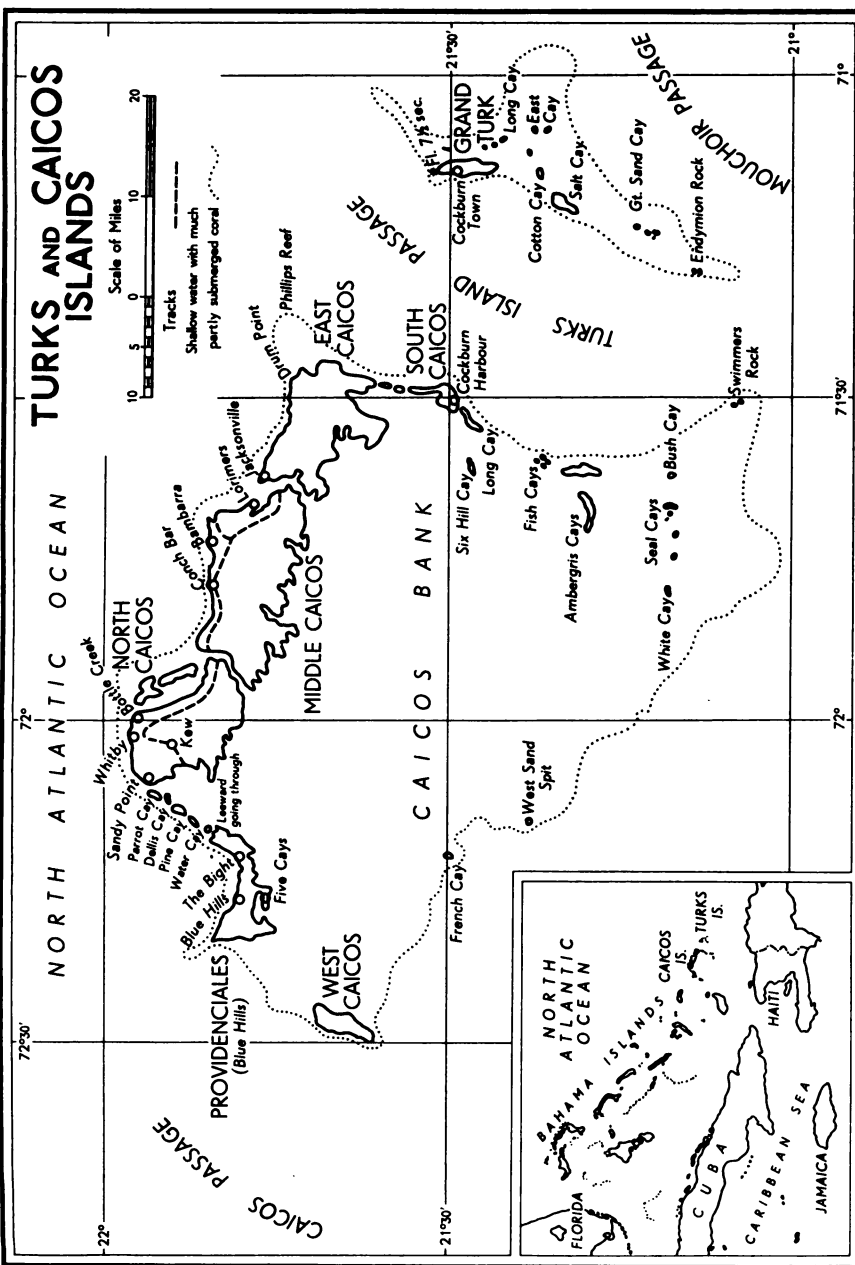 TURKS AND CAICOS
ISLANDS
Scale of Miles
10
5
0
10
20
Tracks
Shallow water with much
partly submerged coral
72°30'
72°
71°30'
71°
22°
21°30'
21°30'
21°
NORTH ATLANTIC OCEAN
CAICOS
PASSAGE
PROVIDENCIALES
(Blue Hills)
Blue Hills
The Bight
Five Cays
WEST
CAICOS
Leeward
going through
Water Cay
Pine Cay
Dellis Cay
Parrot Cay
Sandy Point
Whitby
Kew
Bottle Creek
NORTH
CAICOS
MIDDLE CAICOS
Conch Bar
Bambarra
Lorimers
Jacksonville
Drum Point
Phillips Reef
EAST
CAICOS
SOUTH
CAICOS
Cockburn
Harbour
Long Cay
Six Hill Cay
Fish Cays
Ambergris Cays
CAICOS BANK
French Cay
West Sand
Spit
White Cay
Seal Cays
Bush Cay
Swimmers
Rock
TURKS
ISLAND
PASSAGE
Fl. 7½ sec.
GRAND
TURK
Cockburn
Town
Long Cay
East
Cay
Cotton Cay
Salt Cay
Gt. Sand Cay
Endymion Rock
MOUCHOIR PASSAGE
NORTH
ATLANTIC
OCEAN
FLORIDA
BAHAMA ISLANDS
CAICOS
IS.
TURKS
IS.
CUBA
HAITI
CARIBBEAN SEA
JAMAICA